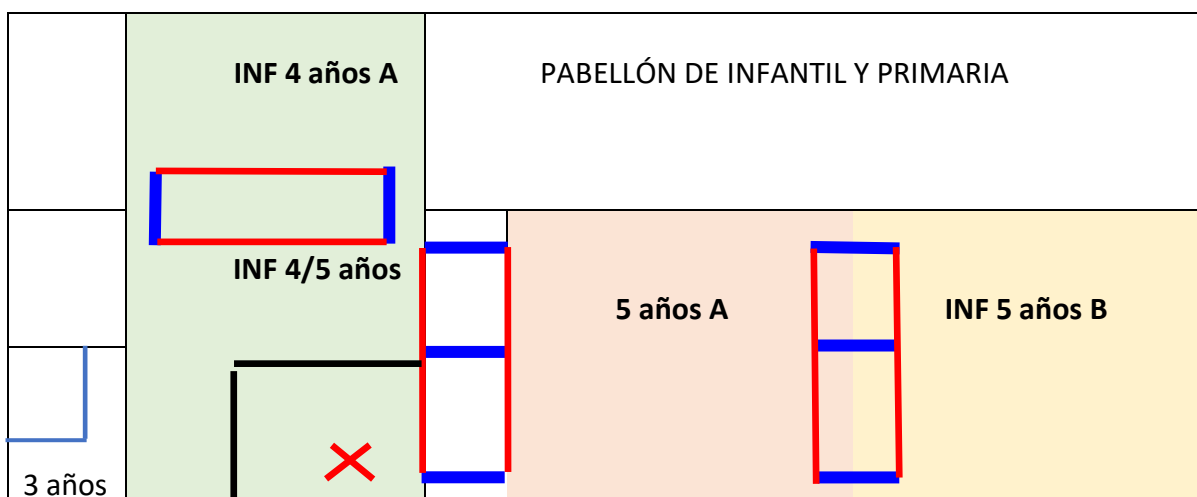 INF 4 años A
PABELLÓN DE INFANTIL Y PRIMARIA
INF 4/5 años
5 años A
INF 5 años B
3 años